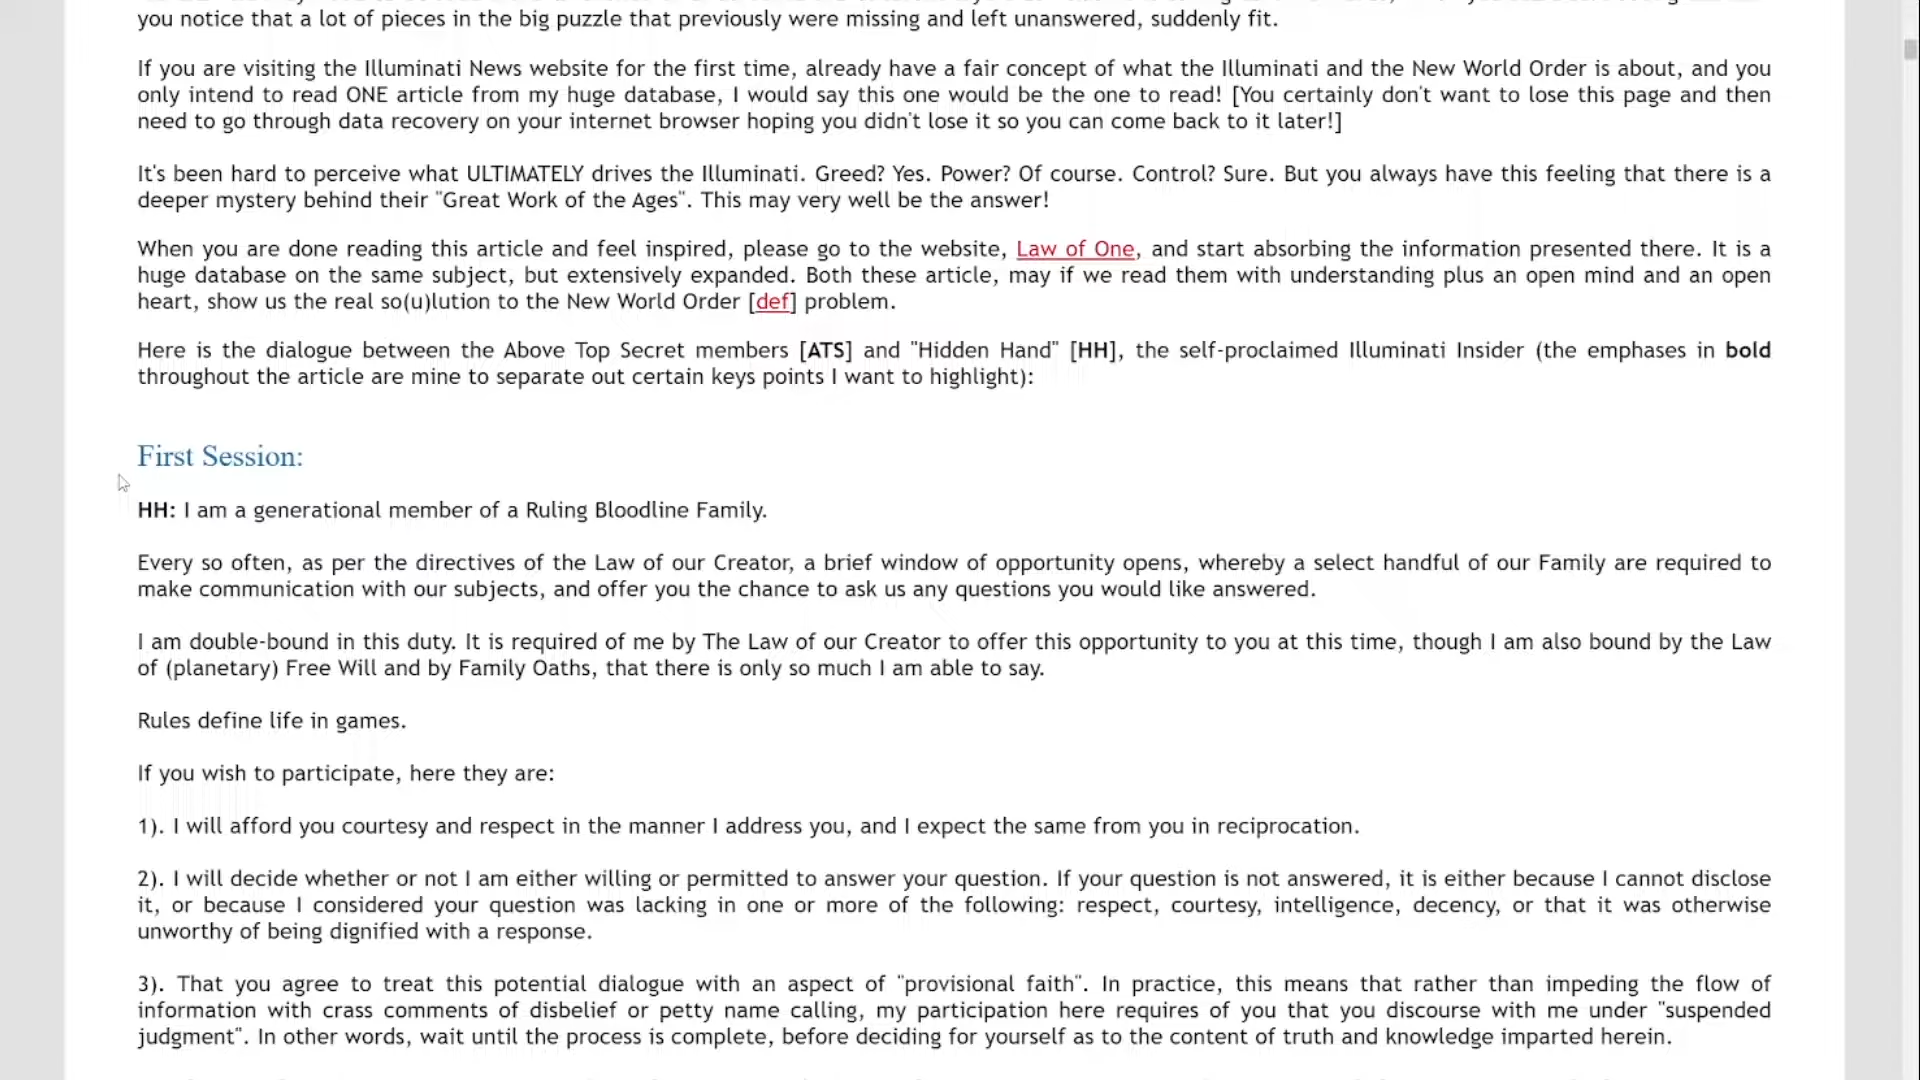 you notice that a lot of pieces in the big puzzle that previously were missing and left unanswered, suddenly fit.
If you are visiting the Illuminati News website for the first time, already have a fair concept of what the Illuminati and the New World Order is about, and you
only intend to read ONE article from my huge database, I would say this one would be the one to read! [You certainly don't want to lose this page and then
need to go through data recovery on your internet browser hoping you didn't lose it so you can come back to it later!]
It's been hard to perceive what ULTIMATELY drives the Illuminati. Greed? Yes. Power? Of course. Control? Sure. But you always have this feeling that there is a
deeper mystery behind their "Great Work of the Ages". This may very well be the answer!
When you are done reading this article and feel inspired, please go to the website, Law of One, and start absorbing the information presented there. It is a
huge database on the same subject, but extensively expanded. Both these article, may if we read them with understanding plus an open mind and an open
heart, show us the real so(u)lution to the New World Order [def] problem.
Here is the dialogue between the Above Top Secret members [ATS] and "Hidden Hand" [HH], the self-proclaimed Illuminati Insider (the emphases in bold
throughout the article are mine to separate out certain keys points I want to highlight):
First Session:
HH: I am a generational member of a Ruling Bloodline Family.
Every so often, as per the directives of the Law of our Creator, a brief window of opportunity opens, whereby a select handful of our Family are required to
make communication with our subjects, and offer you the chance to ask us any questions you would like answered.
I am double-bound in this duty. It is required of me by The Law of our Creator to offer this opportunity to you at this time, though I am also bound by the Law
of (planetary) Free Will and by Family Oaths, that there is only so much I am able to say.
Rules define life in games.
If you wish to participate, here they are:
1). I will afford you courtesy and respect in the manner I address you, and I expect the same from you in reciprocation.
2). I will decide whether or not I am either willing or permitted to answer your question. If your question is not answered, it is either because I cannot disclose
it, or because I considered your question was lacking in one or more of the following: respect, courtesy, intelligence, decency, or that it was otherwise
unworthy of being dignified with a response.
3). That you agree to treat this potential dialogue with an aspect of "provisional faith". In practice, this means that rather than impeding the flow of
information with crass comments of disbelief or petty name calling, my participation here requires of you that you discourse with me under "suspended
judgment". In other words, wait until the process is complete, before deciding for yourself as to the content of truth and knowledge imparted herein.